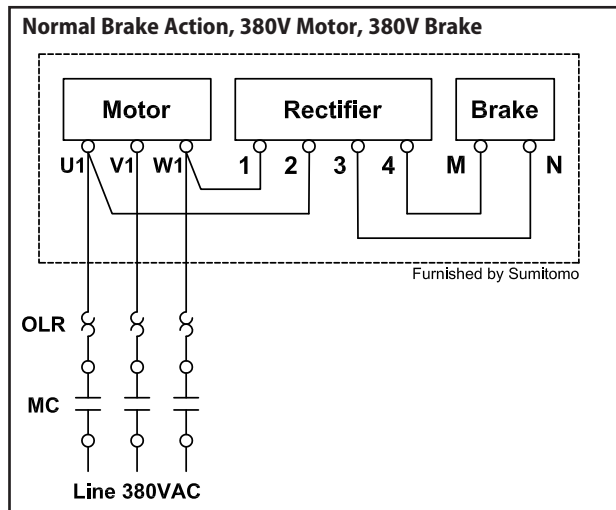 Normal Brake Action, 380V Motor, 380V Brake
Motor Rectifier Brake
U1 V1 W1 1 2 3 4 M N
Furnished by Sumitomo
OLR
MC
Line 380VAC